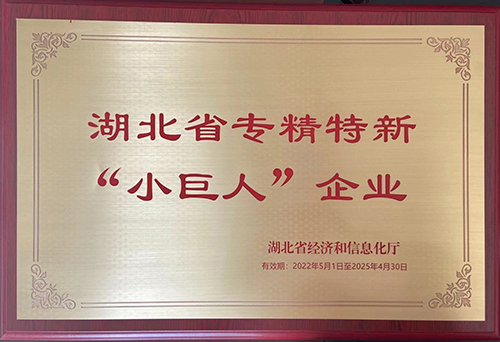 湖北省专精特新
“小巨人”企业
湖北省经济和信息化厅
有效期：2022年5月1日至2025年4月30日